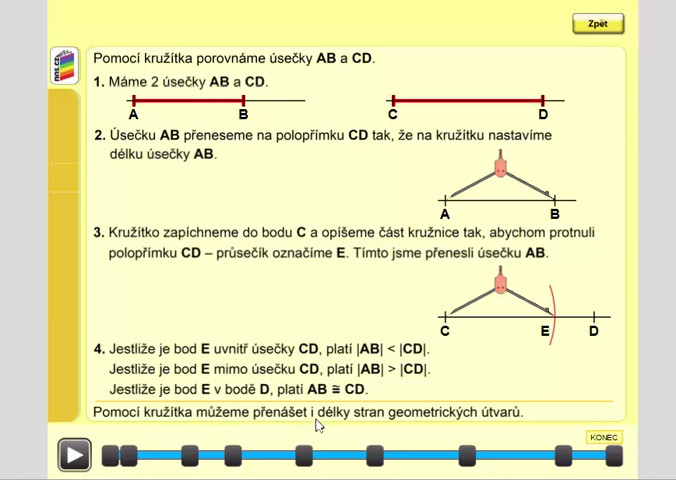 Zpět
nns.cz
Pomocí kružítka porovnáme úsečky AB a CD.
1. Máme 2 úsečky AB a CD.
A B C D
2. Úsečku AB přeneseme na polopřímku CD tak, že na kružítku nastavíme
délku úsečky AB.
A B
3. Kružítko zapíchneme do bodu C a opíšeme část kružnice tak, abychom protnuli
polopřímku CD – průsečík označíme E. Tímto jsme přenesli úsečku AB.
C E D
4. Jestliže je bod E uvnitř úsečky CD, platí |AB| < |CD|.
Jestliže je bod E mimo úsečku CD, platí |AB| > |CD|.
Jestliže je bod E v bodě D, platí AB ≅ CD.
Pomocí kružítka můžeme přenášet i délky stran geometrických útvarů.
KONEC